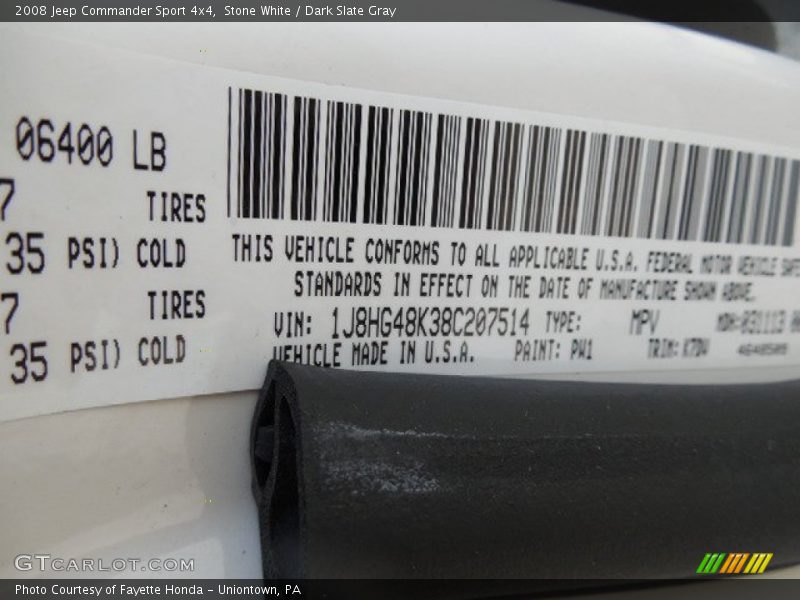 2008 Jeep Commander Sport 4x4,  Stone White / Dark Slate Gray
06400 LB
7 TIRES
35 PSI) COLD
7 TIRES
35 PSI) COLD
THIS VEHICLE CONFORMS TO ALL APPLICABLE U.S.A. FEDERAL MOTOR VEHICLE
STANDARDS IN EFFECT ON THE DATE OF MANUFACTURE SHOWN ABOVE.
VIN: 1J8HG48K38C207514 TYPE: MPV MDH:031113
VEHICLE MADE IN U.S.A. PAINT: PW1 TRIM: K7DV
GTCARLOT.COM
Photo Courtesy of Fayette Honda - Uniontown, PA